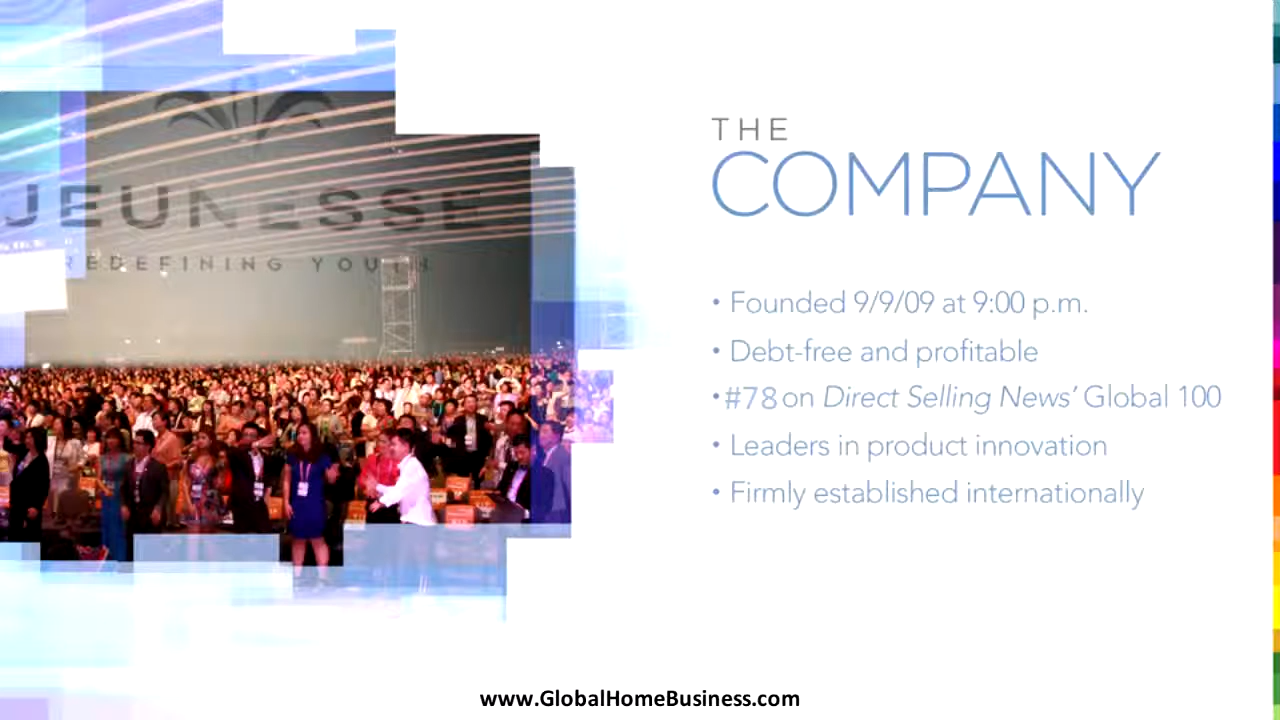 JEUNESSE
REDEFINING YOUTH
THE
COMPANY
• Founded 9/9/09 at 9:00 p.m.
• Debt-free and profitable
• #78 on Direct Selling News’ Global 100
• Leaders in product innovation
• Firmly established internationally
www.GlobalHomeBusiness.com